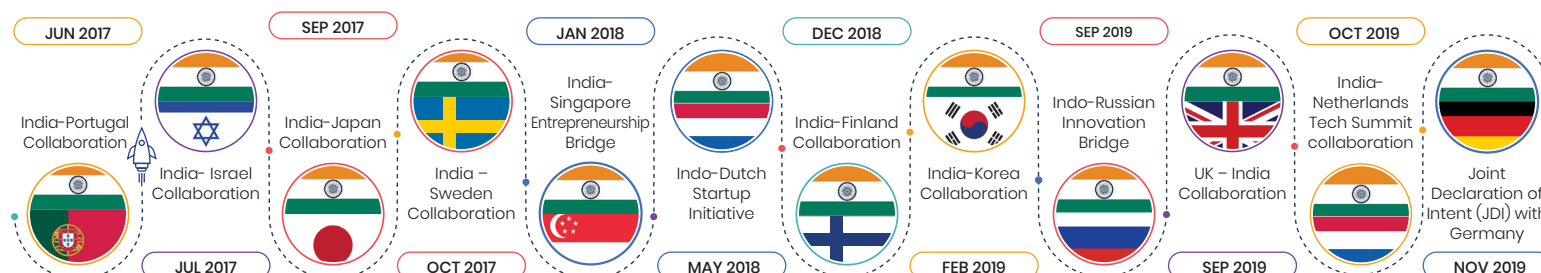 JUN 2017
India-Portugal
Collaboration
India- Israel
Collaboration
JUL 2017
SEP 2017
India-Japan
Collaboration
India –
Sweden
Collaboration
OCT 2017
JAN 2018
India-
Singapore
Entrepreneurship
Bridge
Indo-Dutch
Startup
Initiative
MAY 2018
DEC 2018
India-Finland
Collaboration
India-Korea
Collaboration
FEB 2019
SEP 2019
Indo-Russian
Innovation
Bridge
UK – India
Collaboration
SEP 2019
OCT 2019
India-
Netherlands
Tech Summit
collaboration
Joint
Declaration of
Intent (JDI) with
Germany
NOV 2019